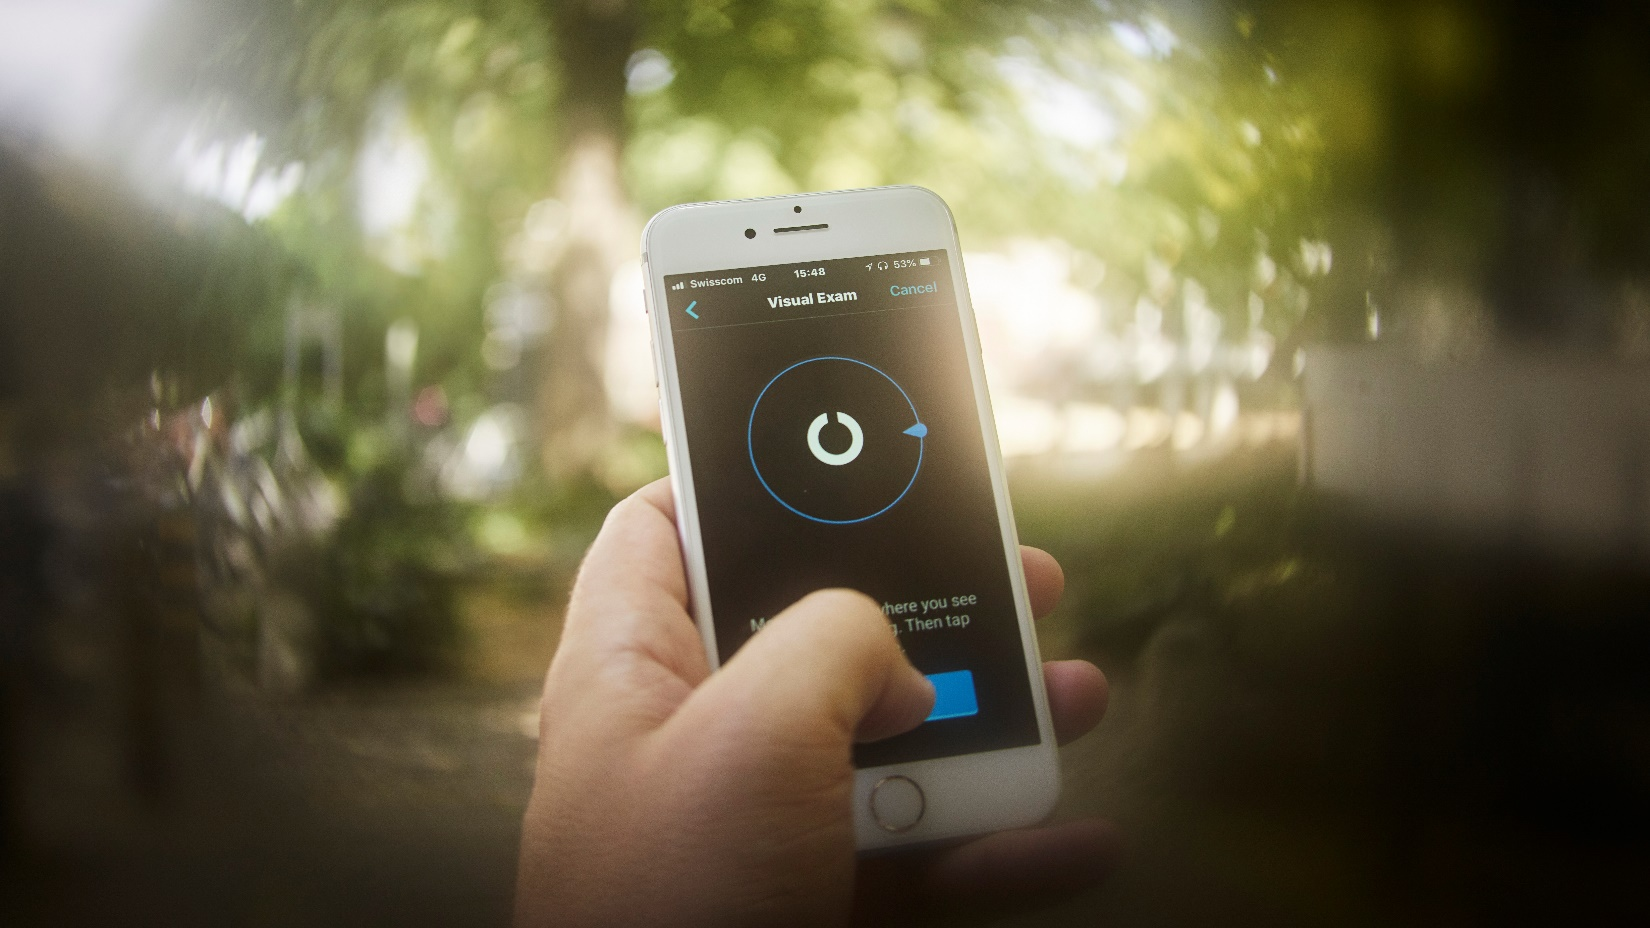 Swisscom 4G 15:48 53%
Visual Exam Cancel
where you see
Then tap